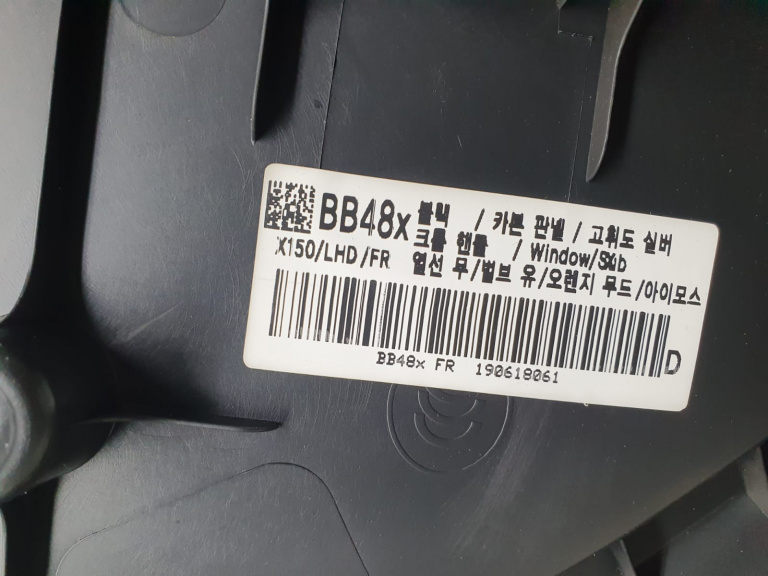 BB48x 블랙 / 카본 판넬 / 고휘도 실버
크롬 핸들 / Window/S&b
X150/LHD/FR 열선 무/벌브 유/오렌지 무드/아이모스
D
BB48x FR 190618061